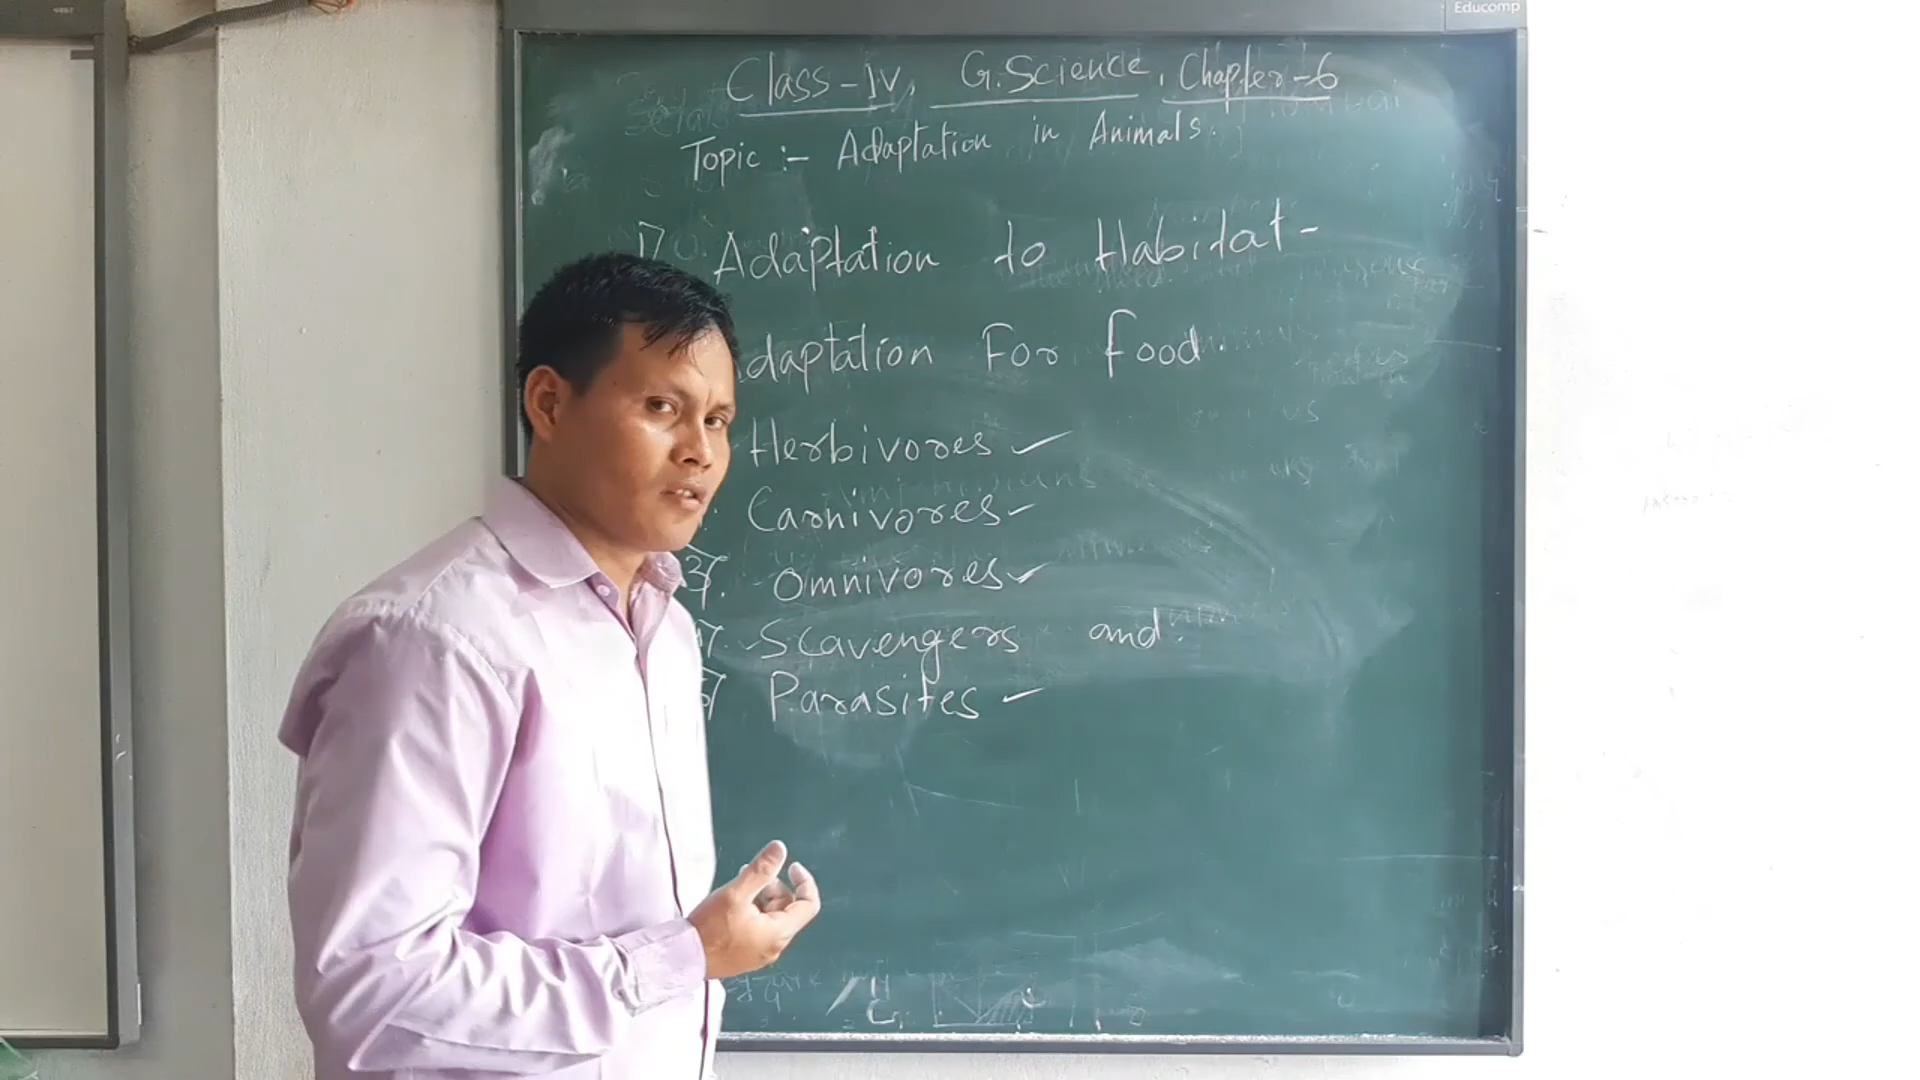 Educomp
Class-IV, G.Science, Chapter-6
Topic :- Adaptation in Animals.
1 Adaptation to Habitat-
daptation For food.
Herbivores ✓
Carnivores-
3. Omnivores ✓
Scavengers and.
Parasites -